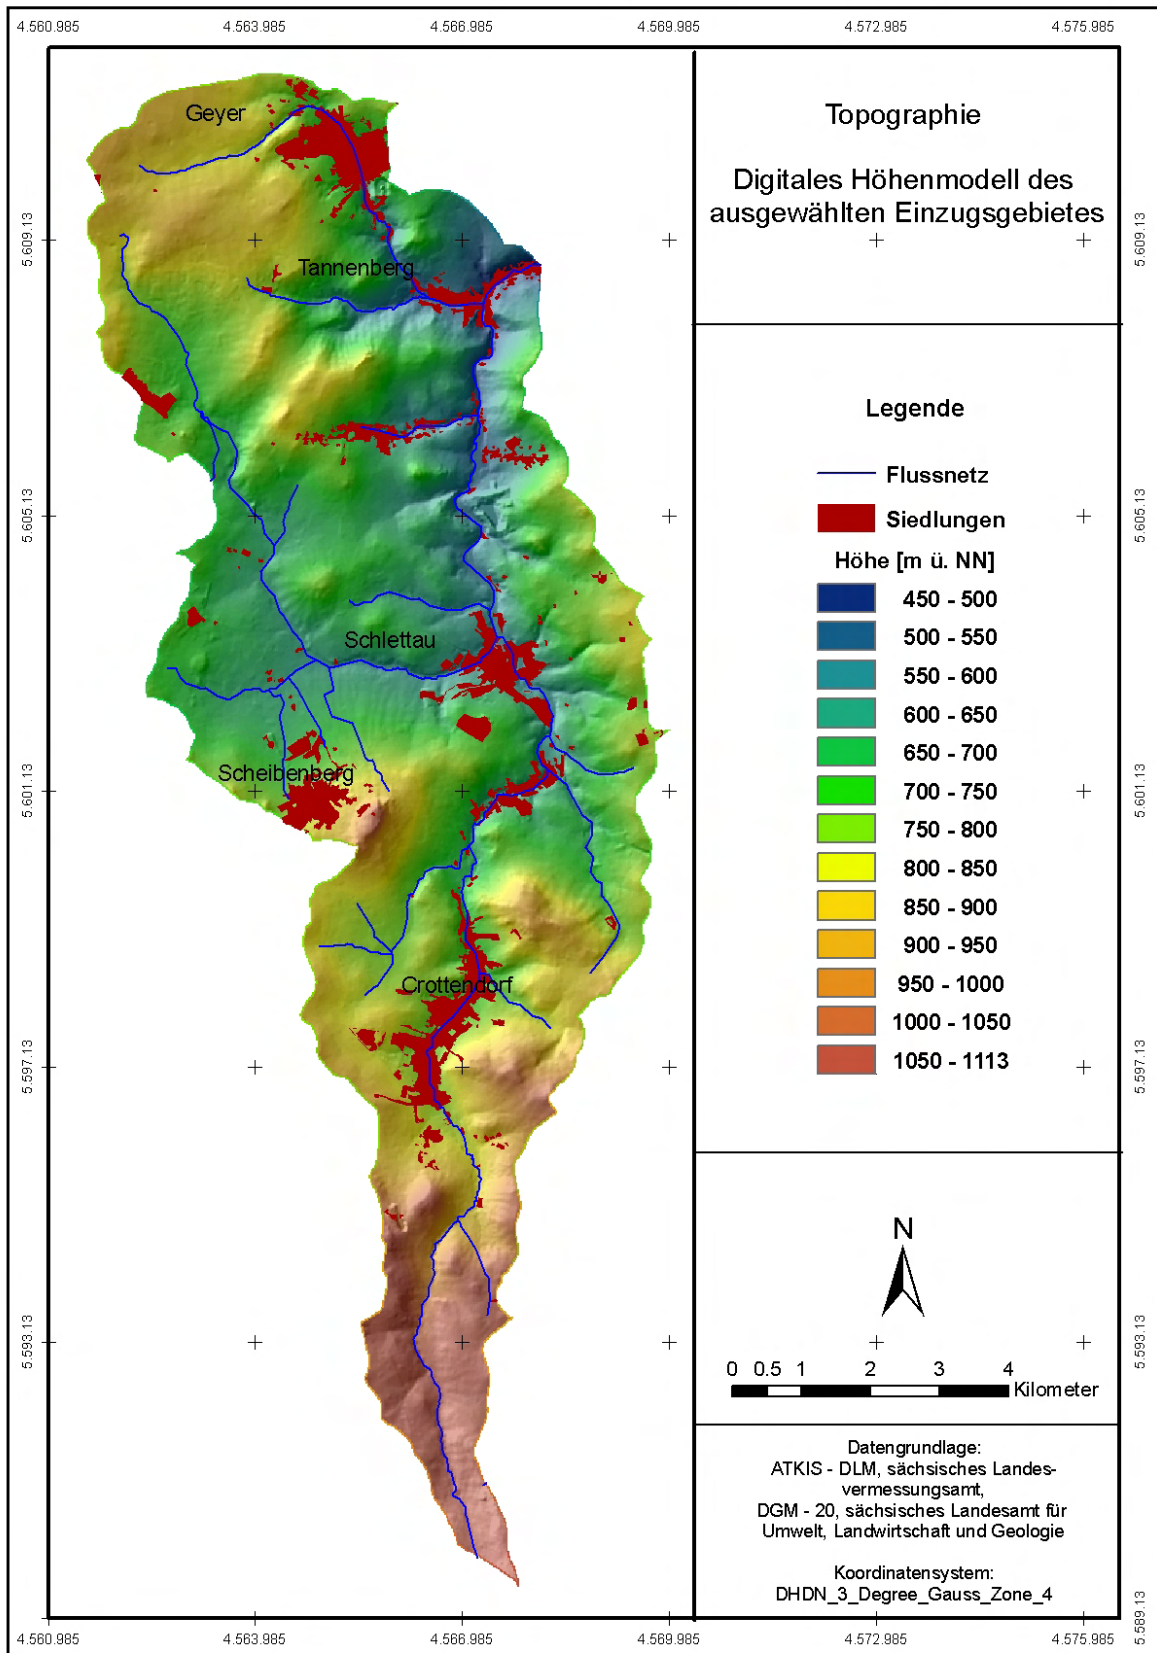 4.560.985 4.563.985 4.566.985 4.569.985 4.572.985 4.575.985
Geyer
Tannenberg
Schlettau
Scheibenberg
Crottendorf
5.609.13
5.605.13
5.601.13
5.597.13
5.593.13
Topographie
Digitales Höhenmodell des
ausgewählten Einzugsgebietes
Legende
Flussnetz
Siedlungen
Höhe [m ü. NN]
450 - 500
500 - 550
550 - 600
600 - 650
650 - 700
700 - 750
750 - 800
800 - 850
850 - 900
900 - 950
950 - 1000
1000 - 1050
1050 - 1113
N
0 0.5 1 2 3 4
Kilometer
Datengrundlage:
ATKIS - DLM, sächsisches Landes-
vermessungsamt,
DGM - 20, sächsisches Landesamt für
Umwelt, Landwirtschaft und Geologie
Koordinatensystem:
DHDN_3_Degree_Gauss_Zone_4
5.609.13
5.605.13
5.601.13
5.597.13
5.593.13
5.589.13
4.560.985 4.563.985 4.566.985 4.569.985 4.572.985 4.575.985